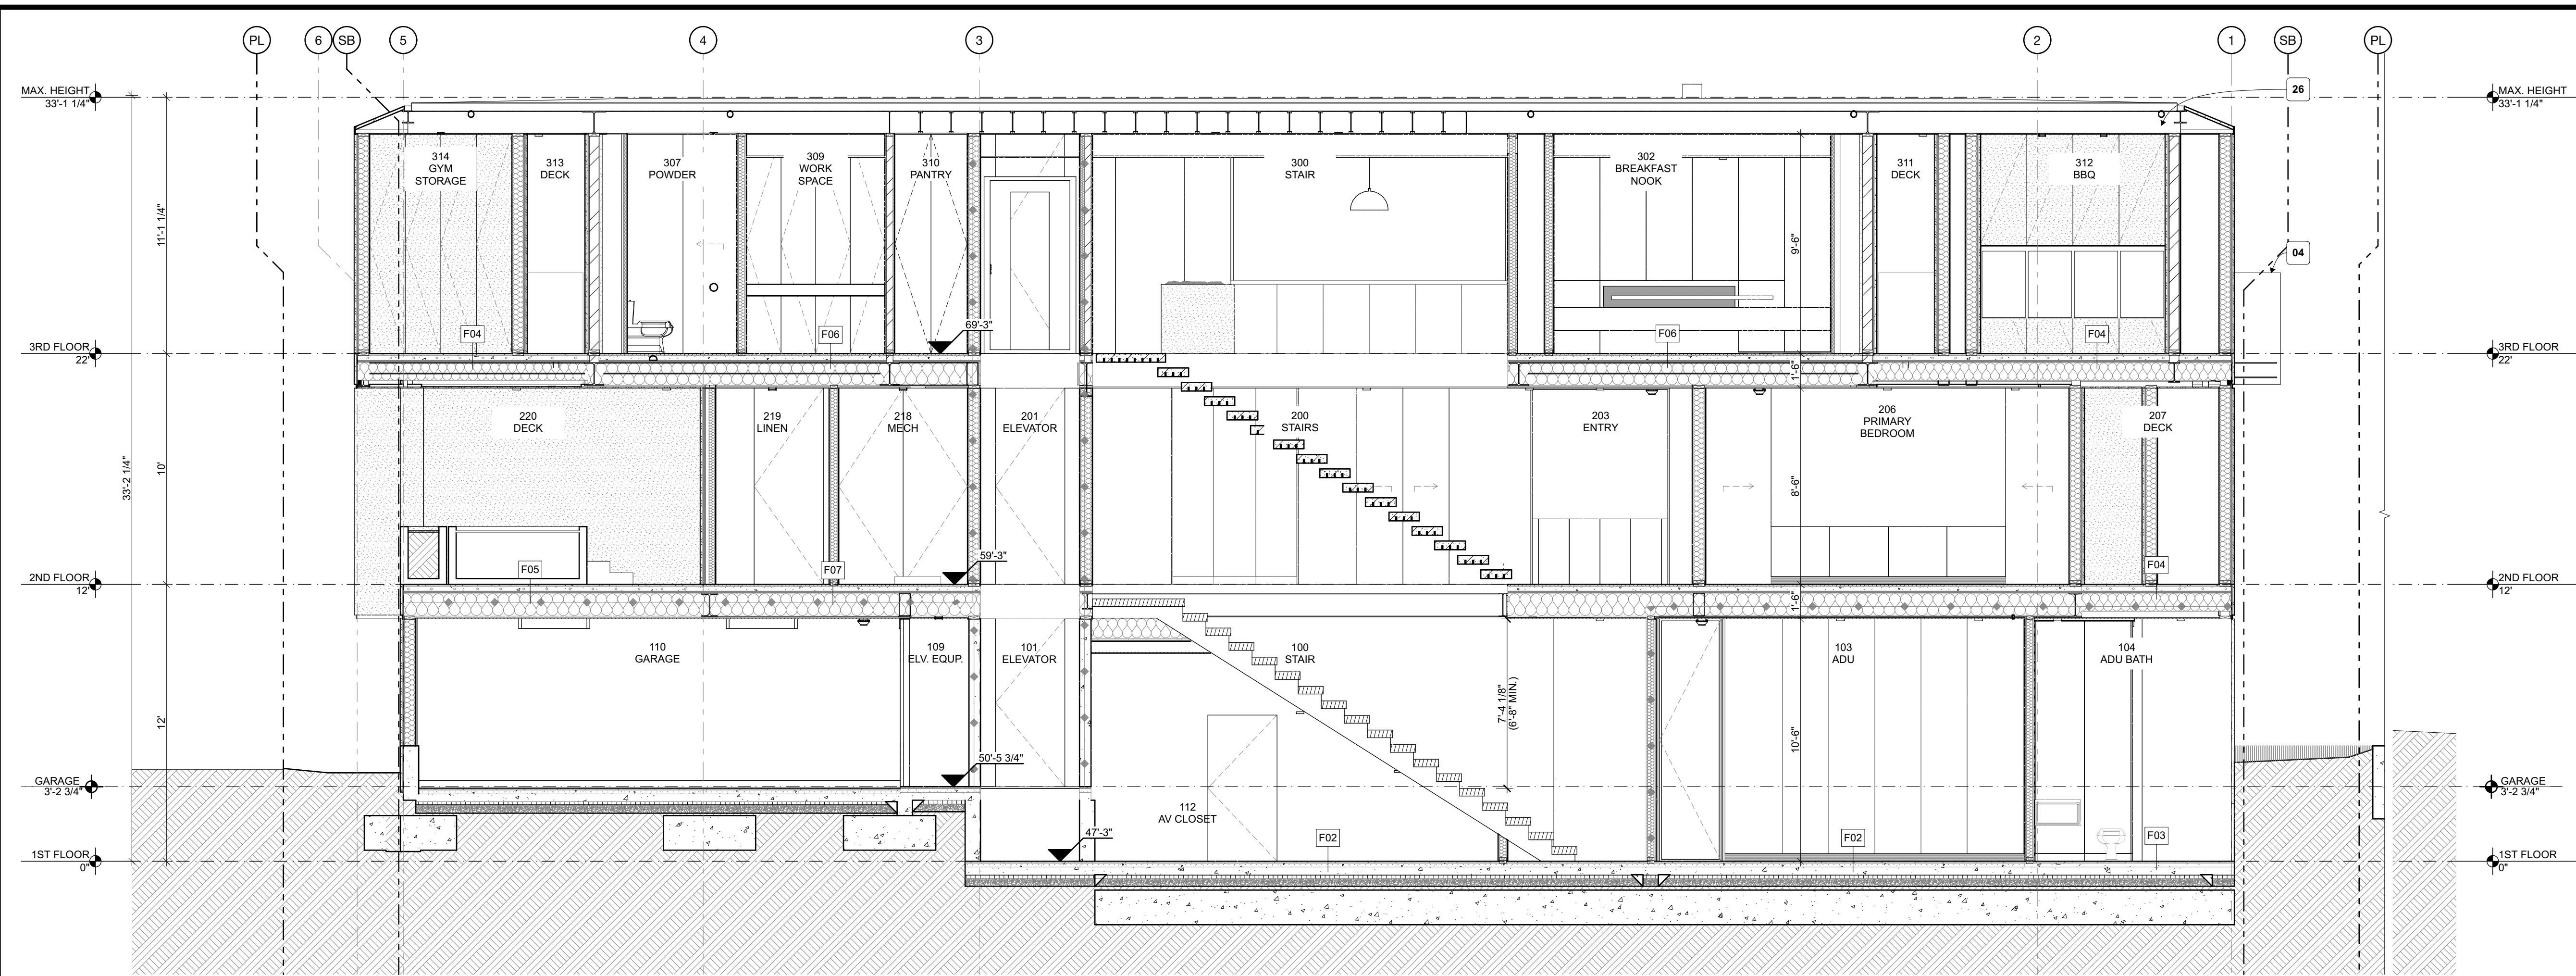 PL
6
SB
5
4
3
2
1
SB
PL
MAX. HEIGHT
33'-1 1/4"
26
MAX. HEIGHT
33'-1 1/4"
314
GYM
STORAGE
313
DECK
307
POWDER
309
WORK
SPACE
310
PANTRY
300
STAIR
302
BREAKFAST
NOOK
311
DECK
312
BBQ
11'-1 1/4"
9'-6"
04
F04
F06
69'-3"
F06
F04
3RD FLOOR
22'
3RD FLOOR
22'
1'-6"
220
DECK
219
LINEN
218
MECH
201
ELEVATOR
200
STAIRS
203
ENTRY
206
PRIMARY
BEDROOM
207
DECK
33'-2 1/4"
10'
8'-6"
F05
F07
59'-3"
F04
2ND FLOOR
12'
2ND FLOOR
12'
1'-6"
110
GARAGE
109
ELV. EQUP.
101
ELEVATOR
100
STAIR
103
ADU
104
ADU BATH
12'
7'-4 1/8"
(6'-8" MIN.)
10'-6"
50'-5 3/4"
GARAGE
3'-2 3/4"
GARAGE
3'-2 3/4"
112
AV CLOSET
47'-3"
F02
F02
F03
1ST FLOOR
0"
1ST FLOOR
0"